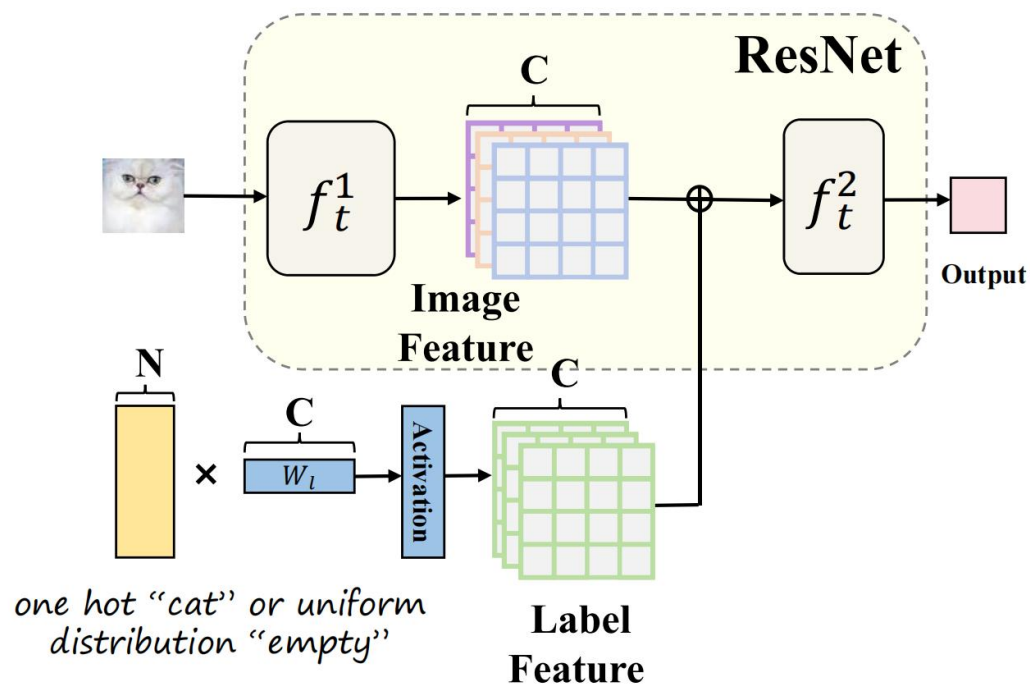 ResNet
C
f_t^1
f_t^2
Image
Feature
Output
N
C
C
×
W_l
Activation
one hot “cat” or uniform
distribution “empty”
Label
Feature